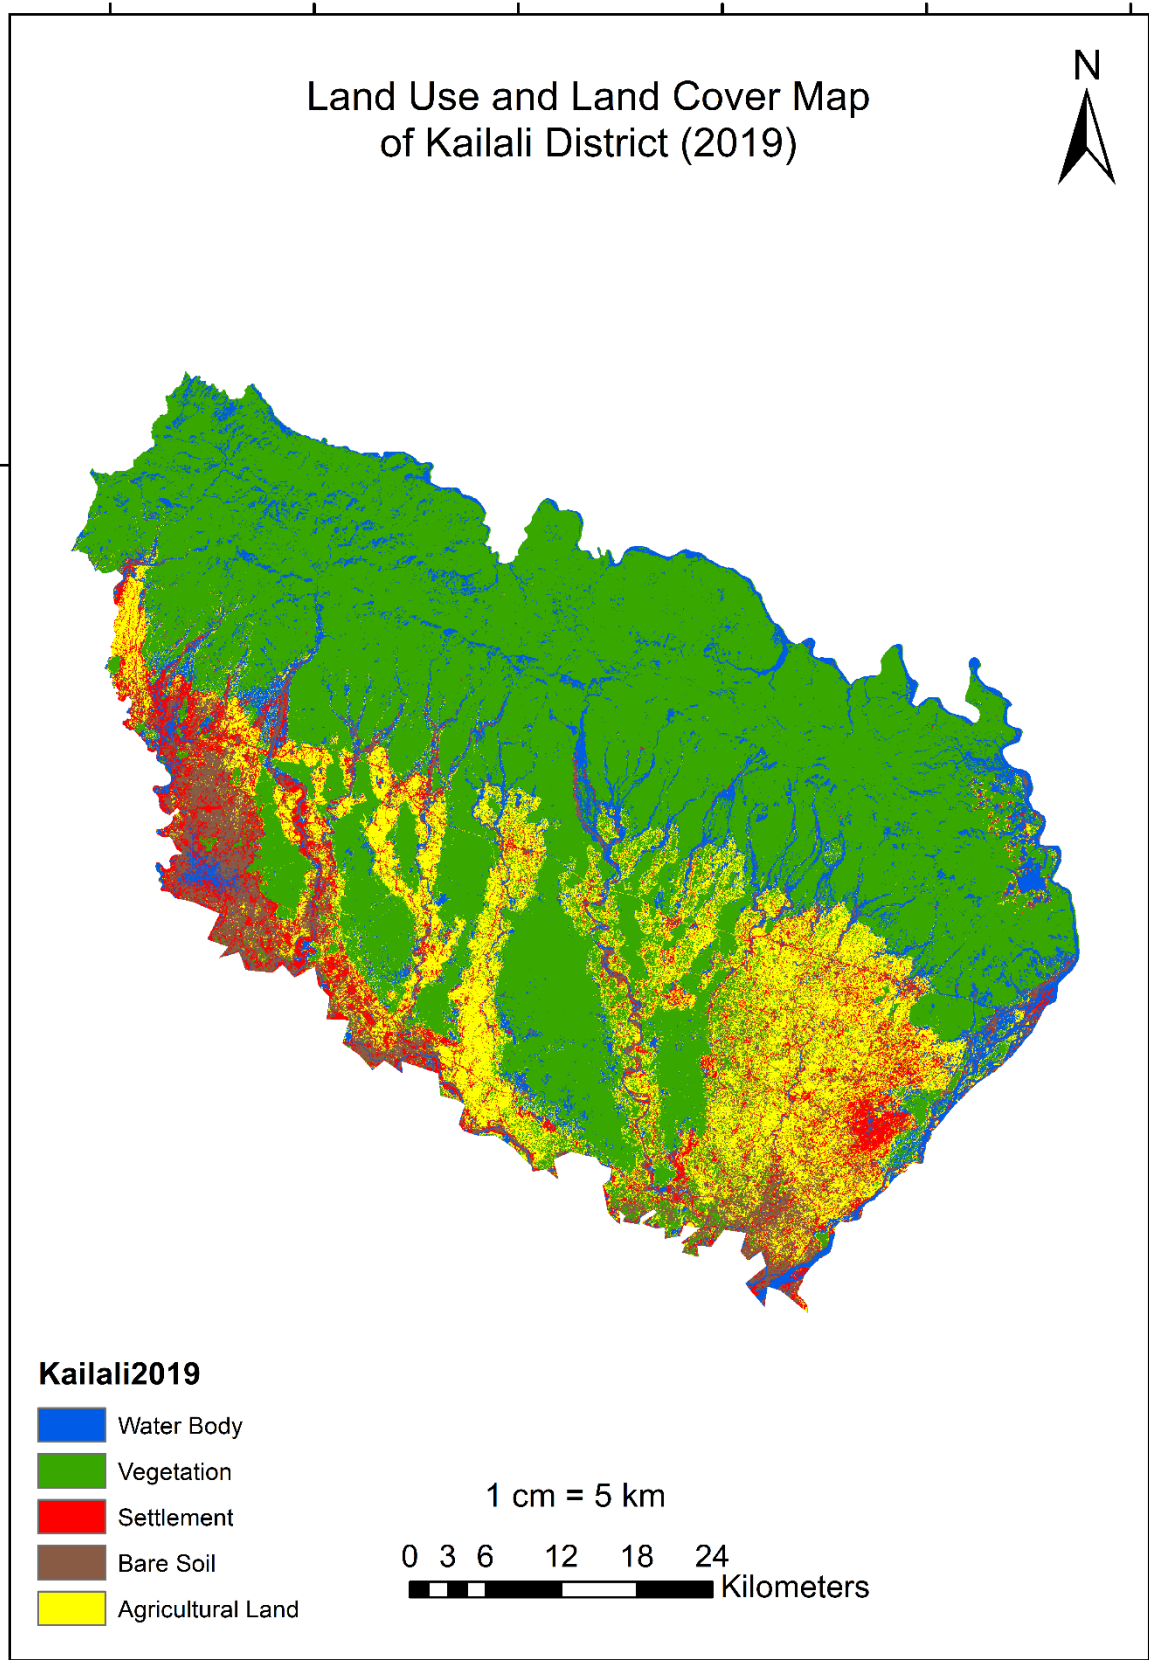 Land Use and Land Cover Map
of Kailali District (2019)
N
Kailali2019
Water Body
Vegetation
Settlement
Bare Soil
Agricultural Land
1 cm = 5 km
0 3 6 12 18 24
Kilometers